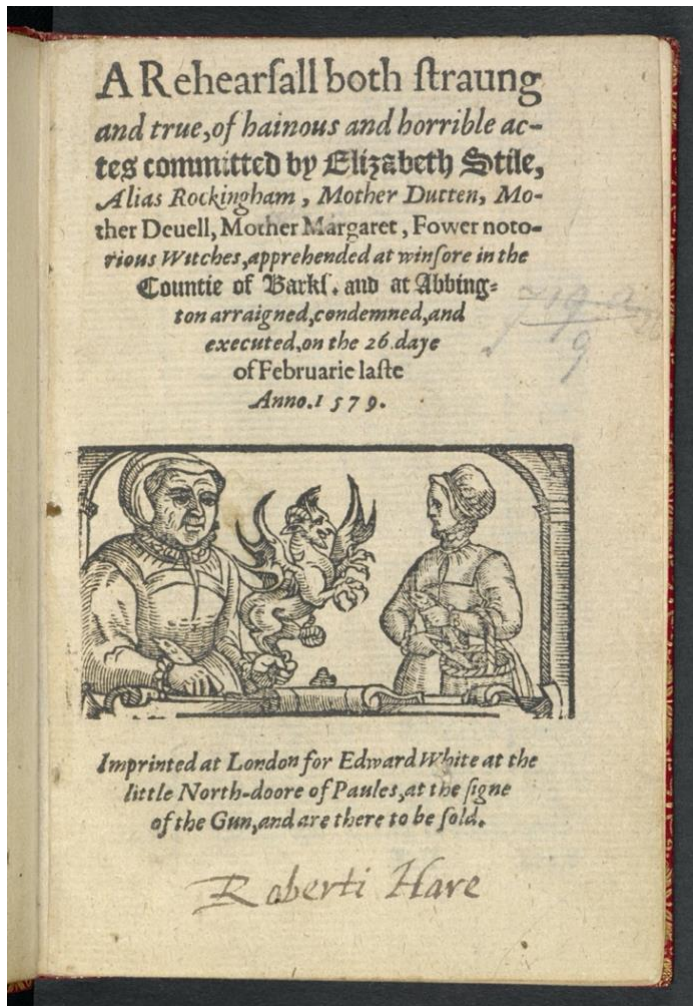 A Rehearſall both ſtraung
and true, of hainous and horrible ac-
tes committed by Elizabeth Stile,
Alias Rockingham, Mother Dutten, Mo-
ther Deuell, Mother Margaret, Fower noto-
rious Witches, apprehended at winſore in the
Countie of Barkſ. and at Abbing-
ton arraigned, condemned, and
executed, on the 26 daye
of Februarie laſte
Anno. 1579.
Imprinted at London for Edward White at the
little North-doore of Paules, at the ſigne
of the Gun, and are there to be ſold.
Roberti Hare